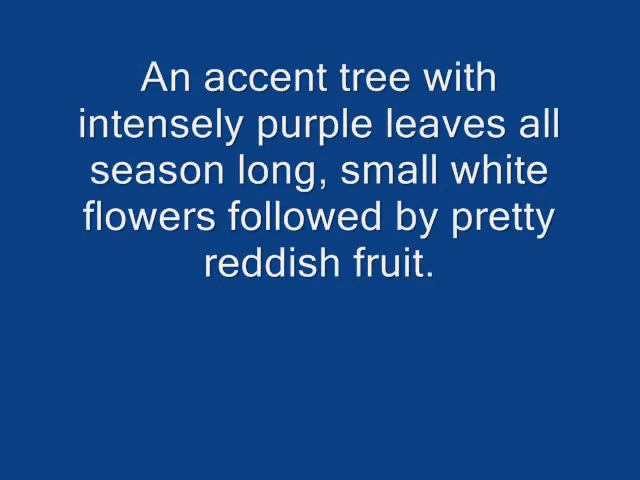 An accent tree with
intensely purple leaves all
season long, small white
flowers followed by pretty
reddish fruit.